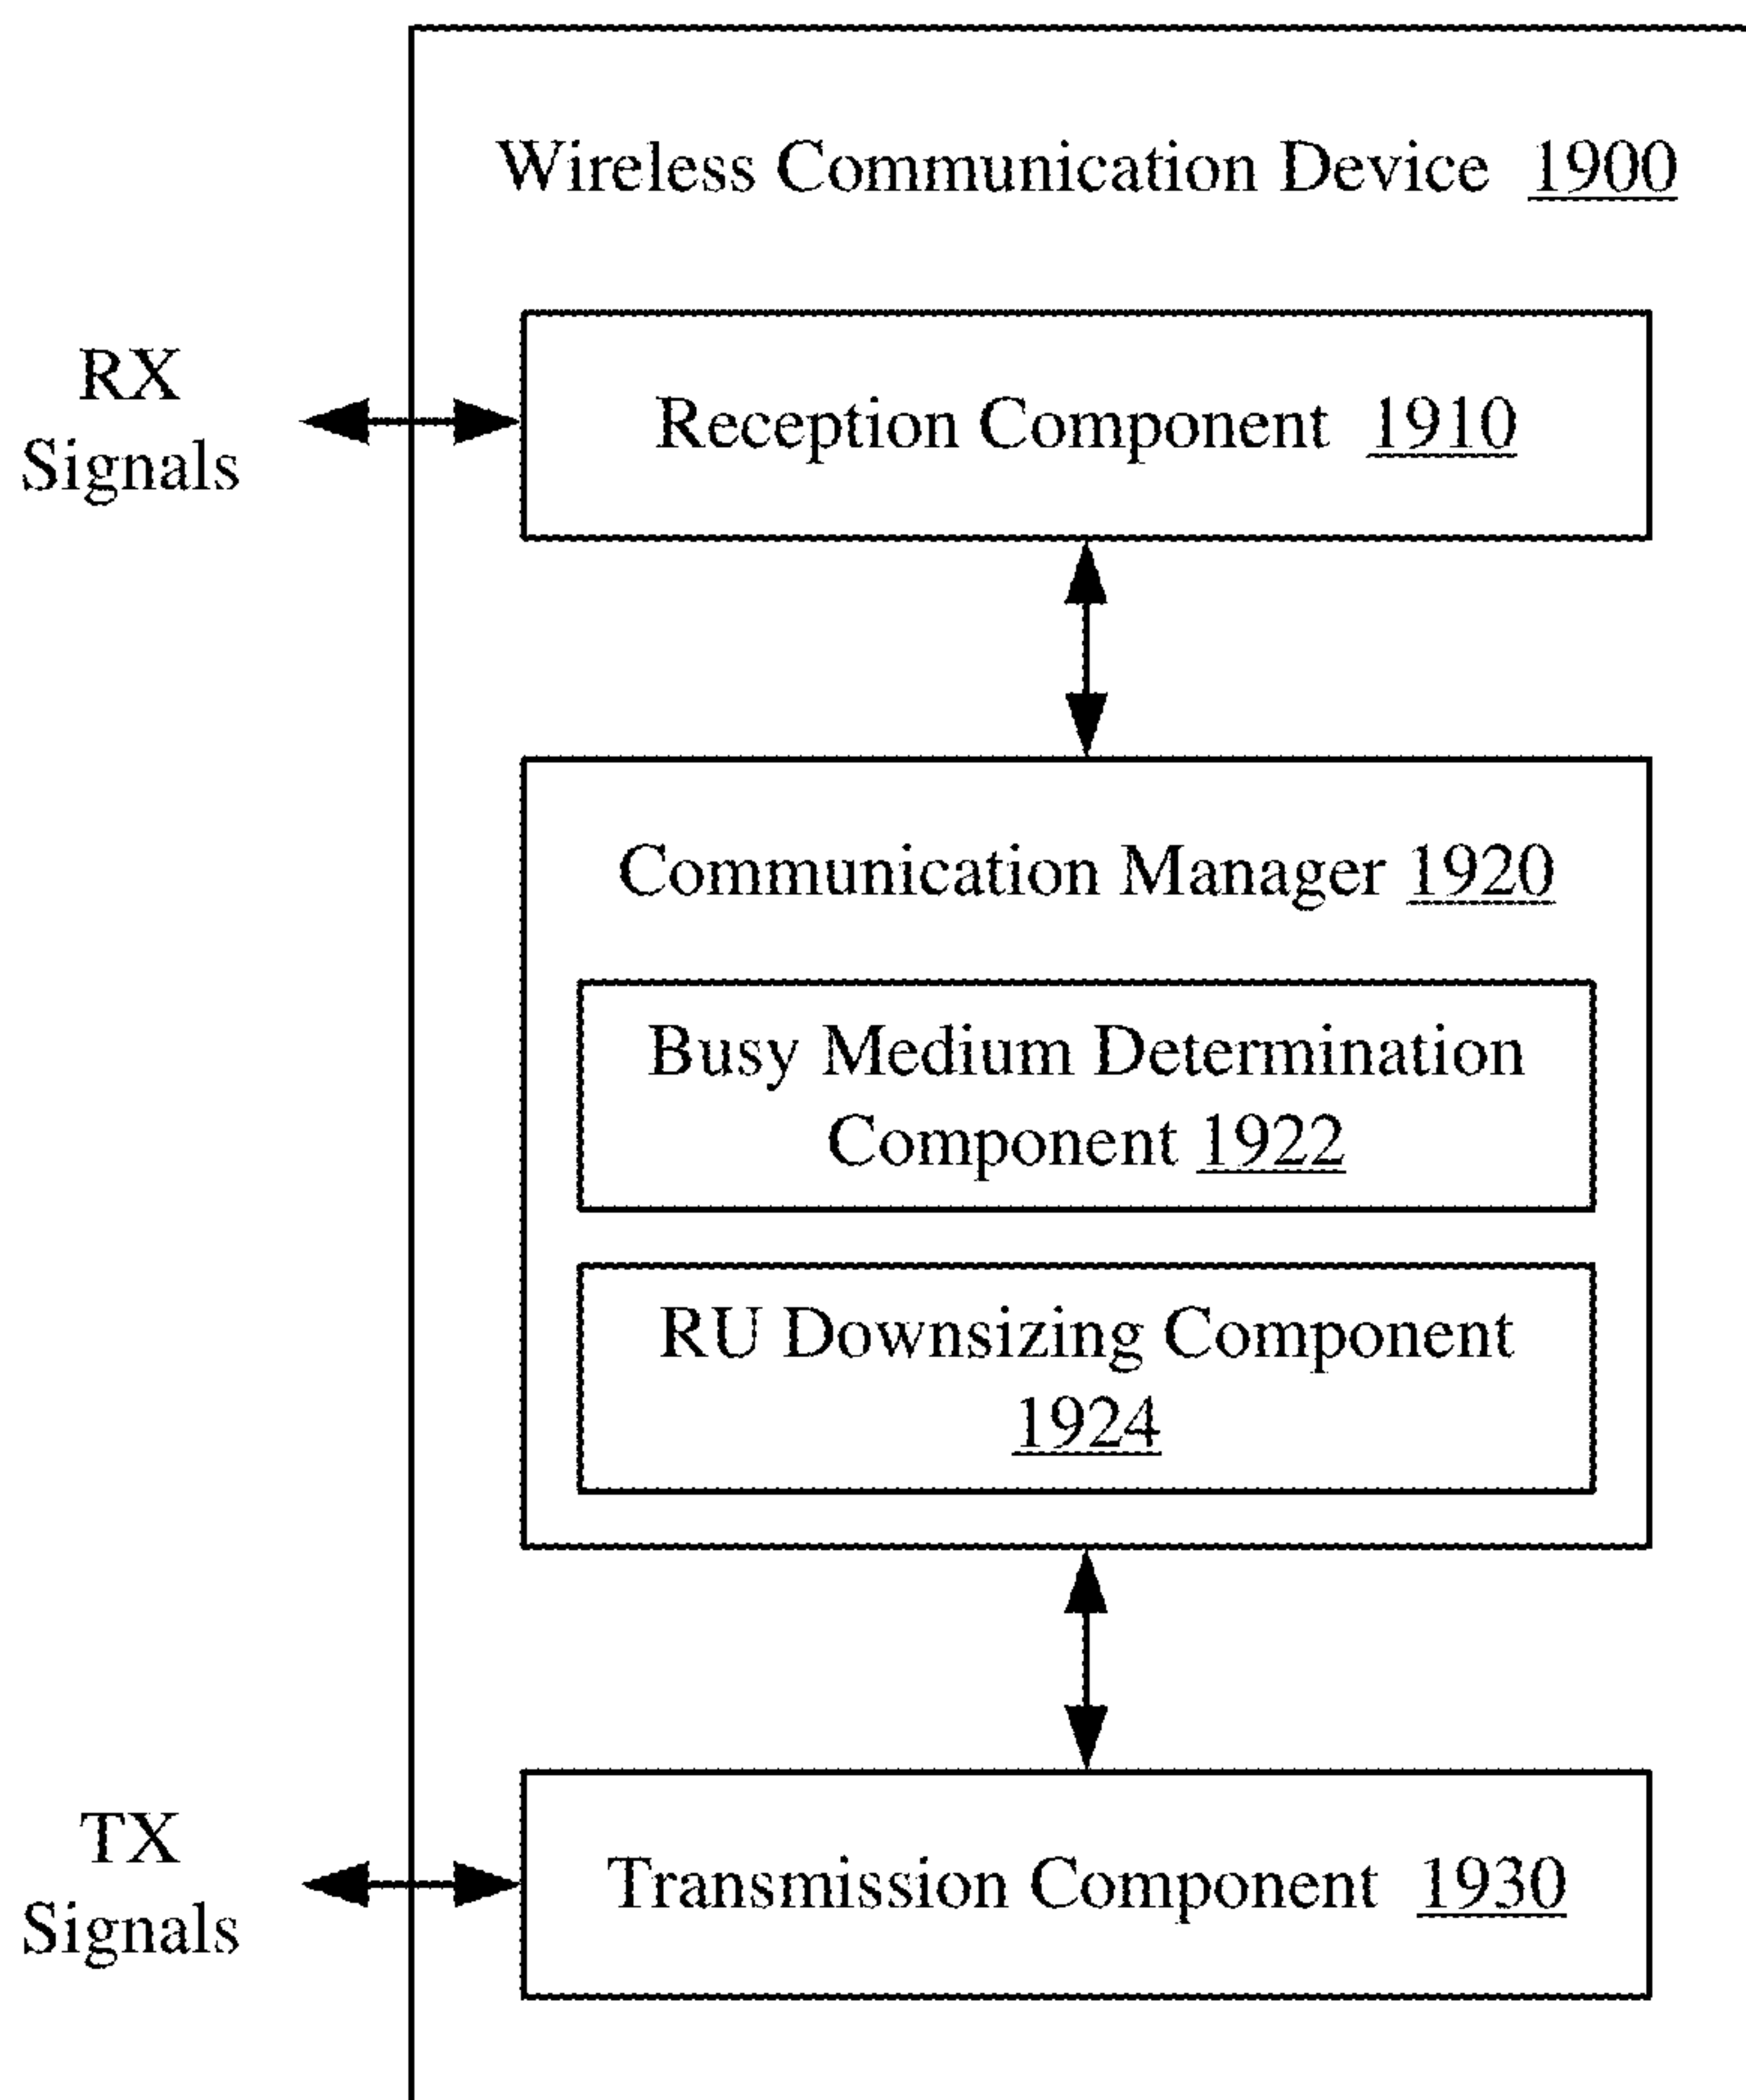 Wireless Communication Device 1900
RX
Signals
Reception Component 1910
Communication Manager 1920
Busy Medium Determination
Component 1922
RU Downsizing Component
1924
TX
Signals
Transmission Component 1930